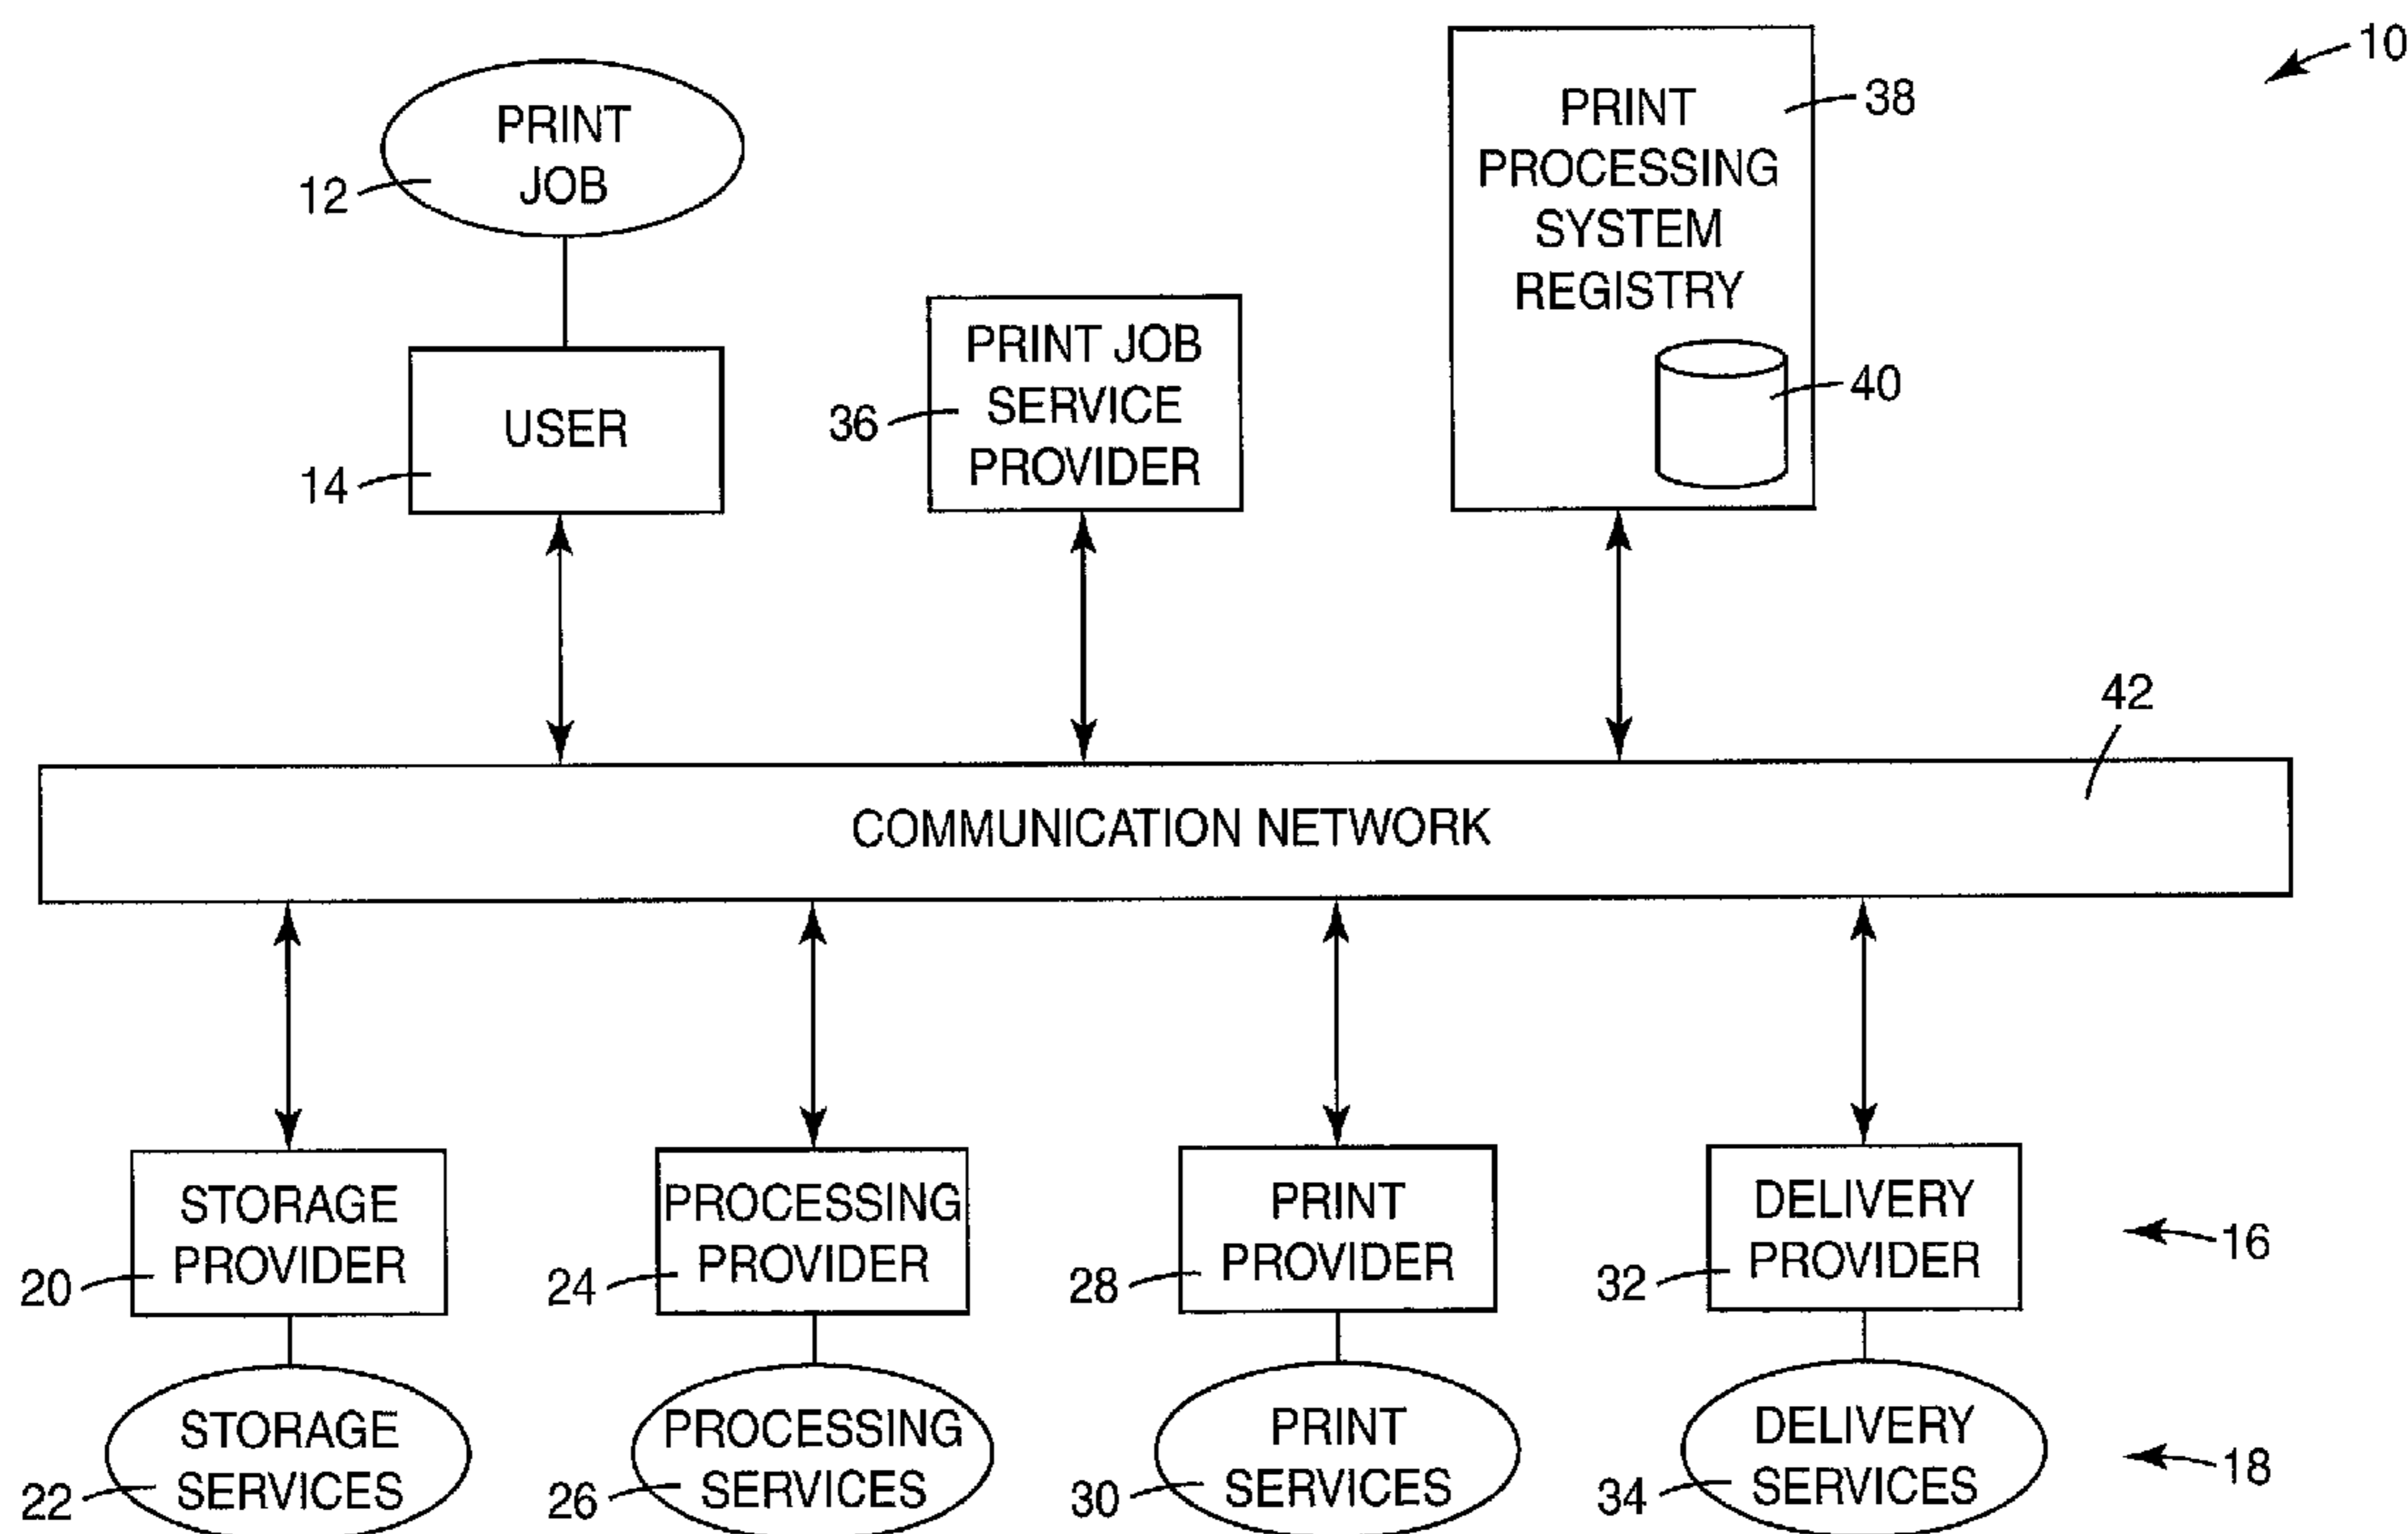 10
PRINT
JOB
12
USER
14
PRINT JOB
SERVICE
PROVIDER
36
PRINT
PROCESSING
SYSTEM
REGISTRY
38
40
42
COMMUNICATION NETWORK
STORAGE
PROVIDER
20
PROCESSING
PROVIDER
24
PRINT
PROVIDER
28
DELIVERY
PROVIDER
32
16
STORAGE
SERVICES
22
PROCESSING
SERVICES
26
PRINT
SERVICES
30
DELIVERY
SERVICES
34
18